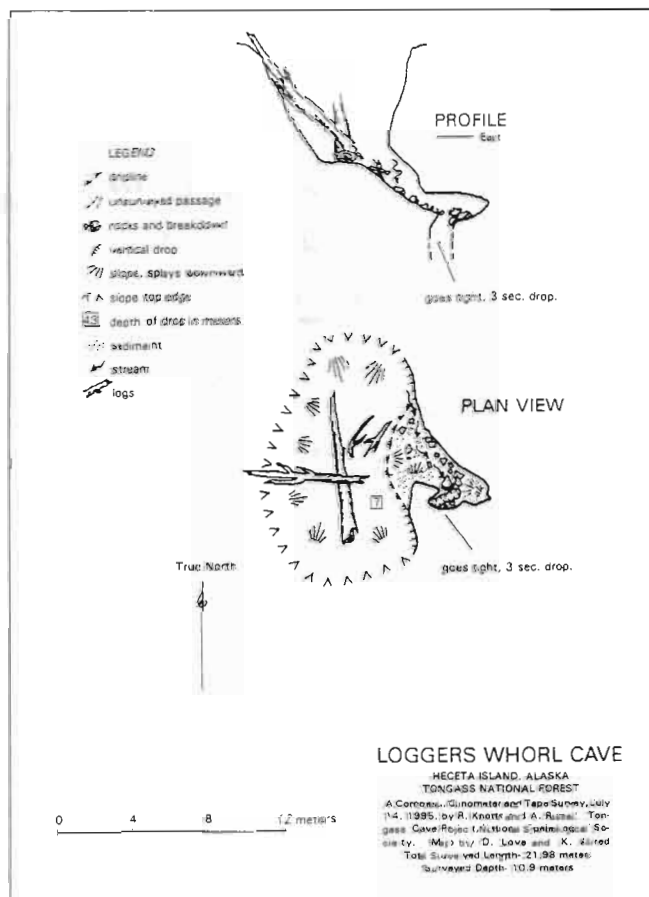 PROFILE
East
LEGEND
dripline
unsurveyed passage
rocks and breakdown
vertical drop
slope, splays downward
slope top edge
43 depth of drop in meters
sediment
stream
logs
goes tight, 3 sec. drop.
PLAN VIEW
7
goes tight, 3 sec. drop.
True North
0 4 8 12 meters
LOGGERS WHORL CAVE
HECETA ISLAND, ALASKA
TONGASS NATIONAL FOREST
A Compass, Clinometer and Tape Survey, July
14, 1995, by R. Knotts and A. Ton-
gass Cave Project, National Speleological So-
ciety. Map by D. Love and K.
Total Surveyed Length- 21.98 meters
Surveyed Depth- 10.9 meters